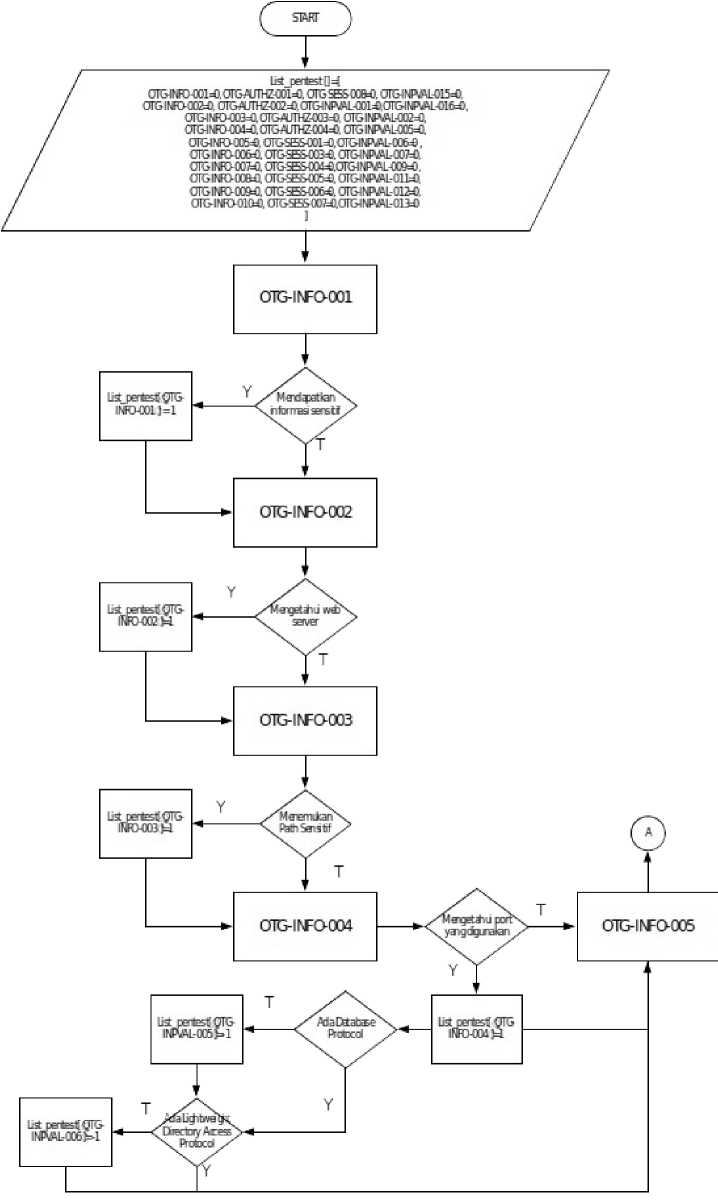 START
List_pentest [] ={
OTG-INFO-001=0, OTG-AUTHZ-001=0, OTG-SESS-008=0, OTG-INPVAL-015=0,
OTG-INFO-002=0, OTG-AUTHZ-002=0, OTG-INPVAL-001=0,OTG-INPVAL-016=0,
OTG-INFO-003=0, OTG-AUTHZ-003=0, OTG-INPVAL-002=0,
OTG-INFO-004=0, OTG-AUTHZ-004=0, OTG-INPVAL-005=0,
OTG-INFO-005=0, OTG-SESS-001=0,OTG-INPVAL-006=0,
OTG-INFO-006=0, OTG-SESS-003=0, OTG-INPVAL-007=0,
OTG-INFO-007=0, OTG-SESS-004=0,OTG-INPVAL-009=0,
OTG-INFO-008=0, OTG-SESS-005=0, OTG-INPVAL-011=0,
OTG-INFO-009=0, OTG-SESS-006=0, OTG-INPVAL-012=0,
OTG-INFO-010=0, OTG-SESS-007=0,OTG-INPVAL-013=0
}
OTG-INFO-001
Mendapatkan
informasi sensitif
Y
List_pentest[OTG-
INFO-001] = 1
T
OTG-INFO-002
Mengetahui web
server
Y
List_pentest[OTG-
INFO-002]=1
T
OTG-INFO-003
Menemukan
Path Sensitif
Y
List_pentest[OTG-
INFO-003]=1
T
OTG-INFO-004
Mengetahui port
yang digunakan
T
OTG-INFO-005
A
Y
List_pentest[OTG
INFO-004]=1
Ada Database
Protocol
T
List_pentest[OTG-
INPVAL-005]=-1
Y
Ada Lightweight
Directory Access
Protocol
T
List_pentest[OTG-
INPVAL-006]=-1
Y